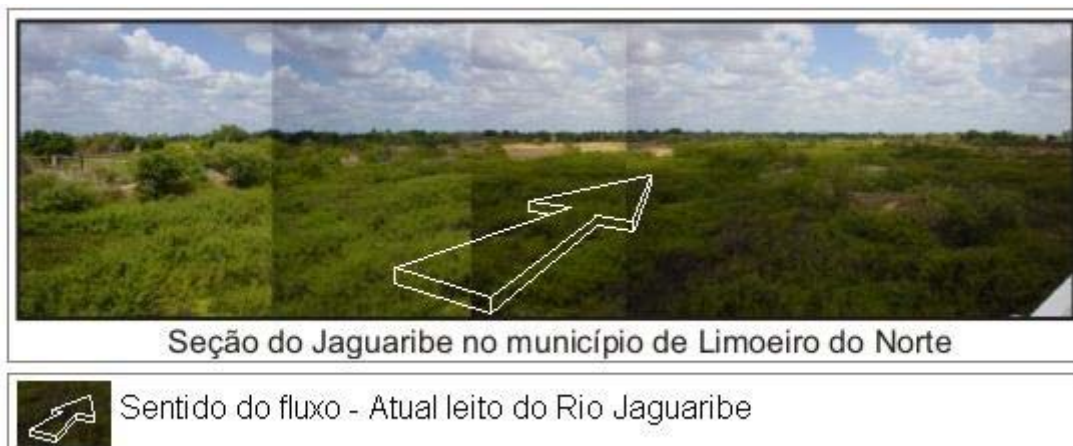 Seção do Jaguaribe no município de Limoeiro do Norte
Sentido do fluxo - Atual leito do Rio Jaguaribe